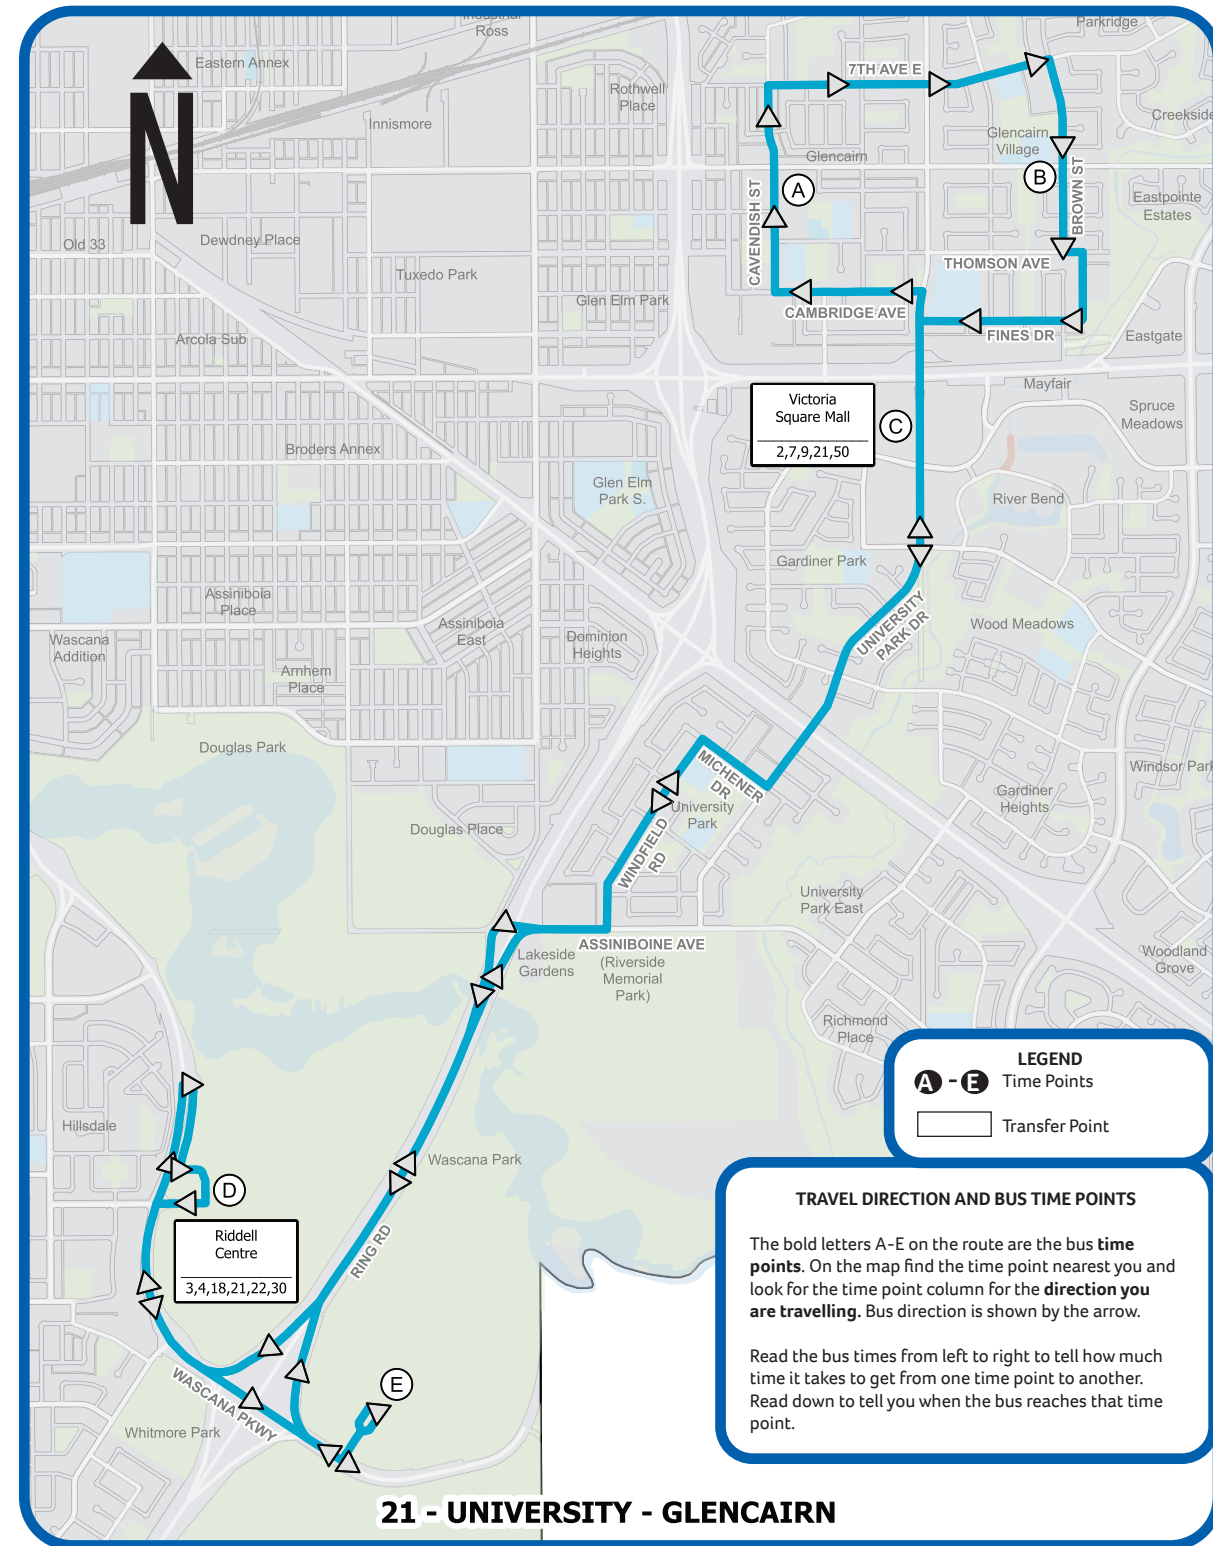 Industrial
Ross
Parkridge
Eastern Annex
7TH AVE E
Rothwell
Place
Creekside
Innismore
Glencairn
Village
Glencairn
N
A
B
CAVENDISH ST
BROWN ST
Eastpointe
Estates
Old 33
Dewdney Place
THOMSON AVE
Tuxedo Park
Glen Elm Park
CAMBRIDGE AVE
FINES DR
Eastgate
Arcola Sub
Mayfair
Victoria
Square Mall
2,7,9,21,50
C
Spruce
Meadows
Broders Annex
Glen Elm
Park S.
River Bend
Gardiner Park
Assiniboia
Place
UNIVERSITY
PARK DR
Wood Meadows
Assiniboia
East
Dominion
Heights
Wascana
Addition
Arnhem
Place
Douglas Park
MICHENER
DR
Windsor Park
Gardiner
Heights
University
Park
Douglas Place
WINDFIELD
RD
University
Park East
ASSINIBOINE AVE
(Riverside
Memorial
Park)
Lakeside
Gardens
Woodland
Grove
Richmond
Place
LEGEND
A - E Time Points
Transfer Point
Hillsdale
Wascana Park
D
Riddell
Centre
3,4,18,21,22,30
RING RD
TRAVEL DIRECTION AND BUS TIME POINTS
The bold letters A-E on the route are the bus time
points. On the map find the time point nearest you and
look for the time point column for the direction you
are travelling. Bus direction is shown by the arrow.
Read the bus times from left to right to tell how much
time it takes to get from one time point to another.
Read down to tell you when the bus reaches that time
point.
E
WASCANA PKWY
Whitmore Park
21 - UNIVERSITY - GLENCAIRN